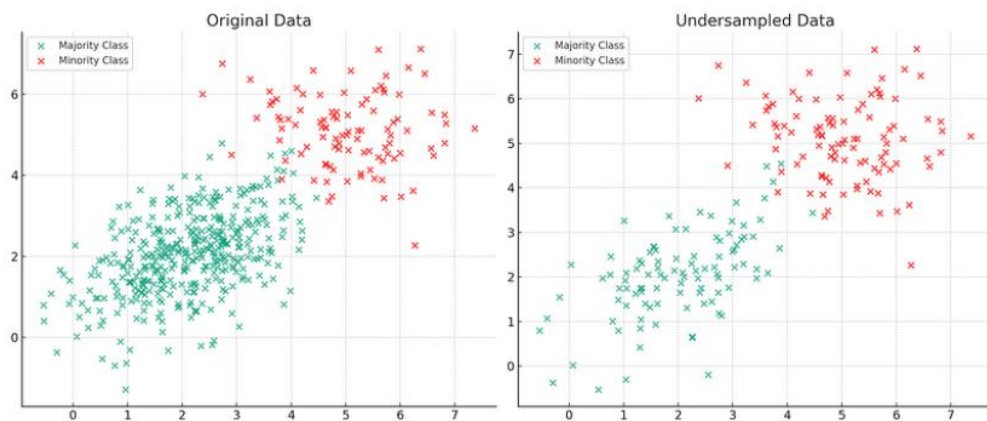 Original Data
Majority Class
Minority Class
6
4
2
0
0 1 2 3 4 5 6 7
Undersampled Data
Majority Class
Minority Class
7
6
5
4
3
2
1
0
0 1 2 3 4 5 6 7